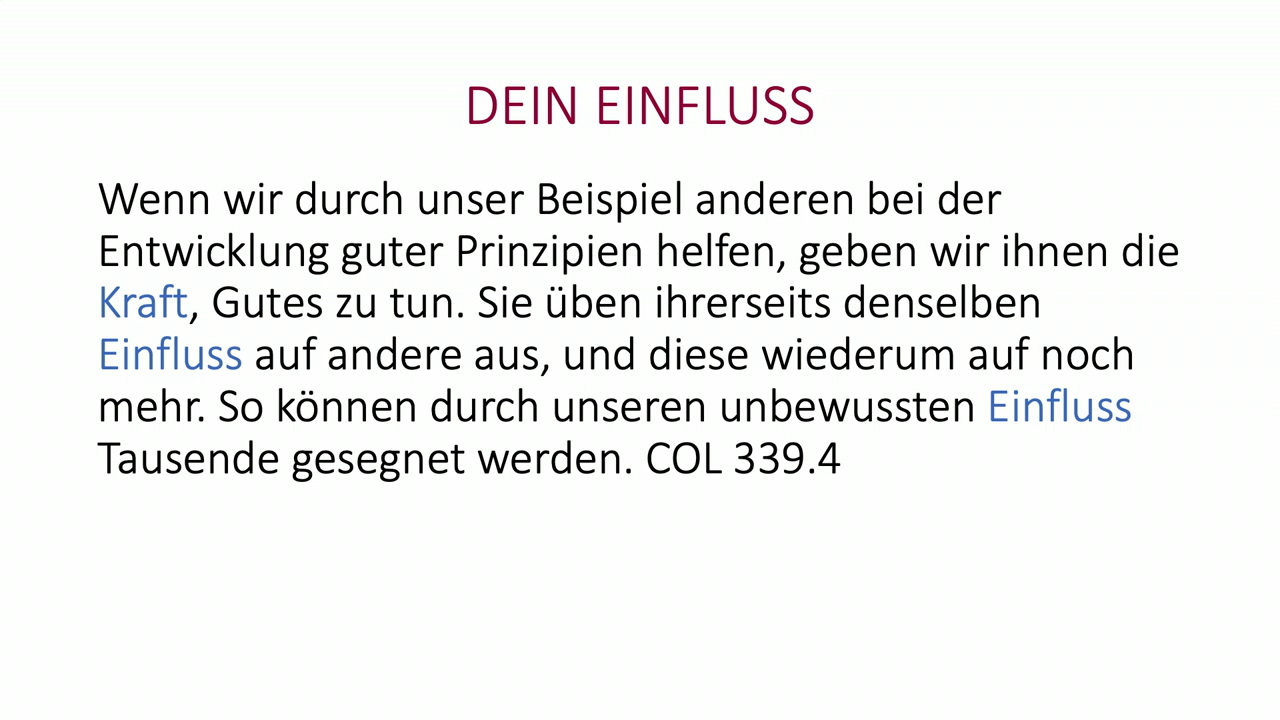 DEIN EINFLUSS
Wenn wir durch unser Beispiel anderen bei der
Entwicklung guter Prinzipien helfen, geben wir ihnen die
Kraft, Gutes zu tun. Sie üben ihrerseits denselben
Einfluss auf andere aus, und diese wiederum auf noch
mehr. So können durch unseren unbewussten Einfluss
Tausende gesegnet werden. COL 339.4